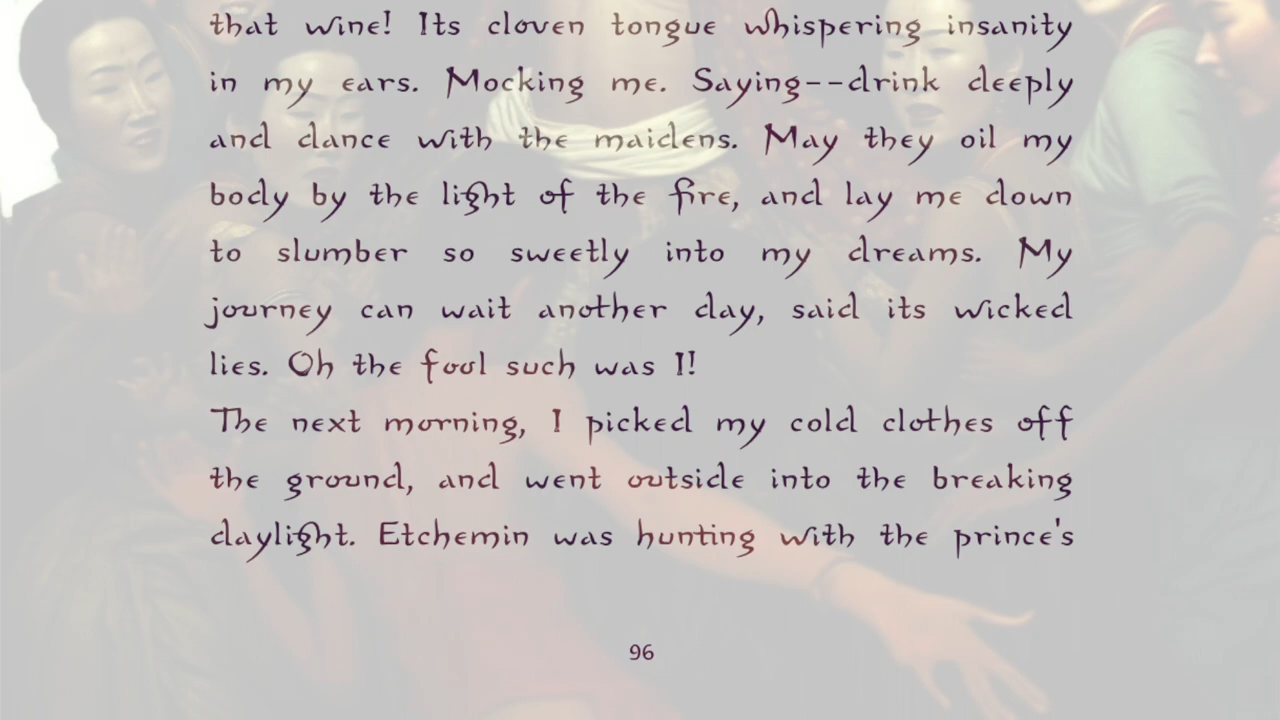 that wine! Its cloven tongue whispering insanity
in my ears. Mocking me. Saying--drink deeply
and dance with the maidens. May they oil my
body by the light of the fire, and lay me down
to slumber so sweetly into my dreams. My
journey can wait another day, said its wicked
lies. Oh the fool such was I!
The next morning, I picked my cold clothes off
the ground, and went outside into the breaking
daylight. Etchemin was hunting with the prince's
96